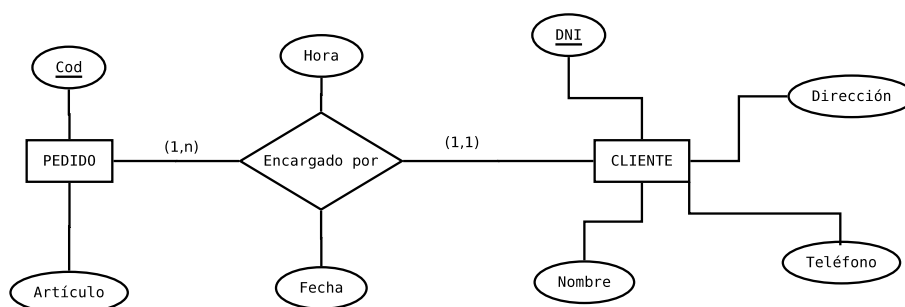 DNI
Hora
Cod
Dirección
(1,n)
(1,1)
PEDIDO
Encargado por
CLIENTE
Teléfono
Nombre
Fecha
Artículo